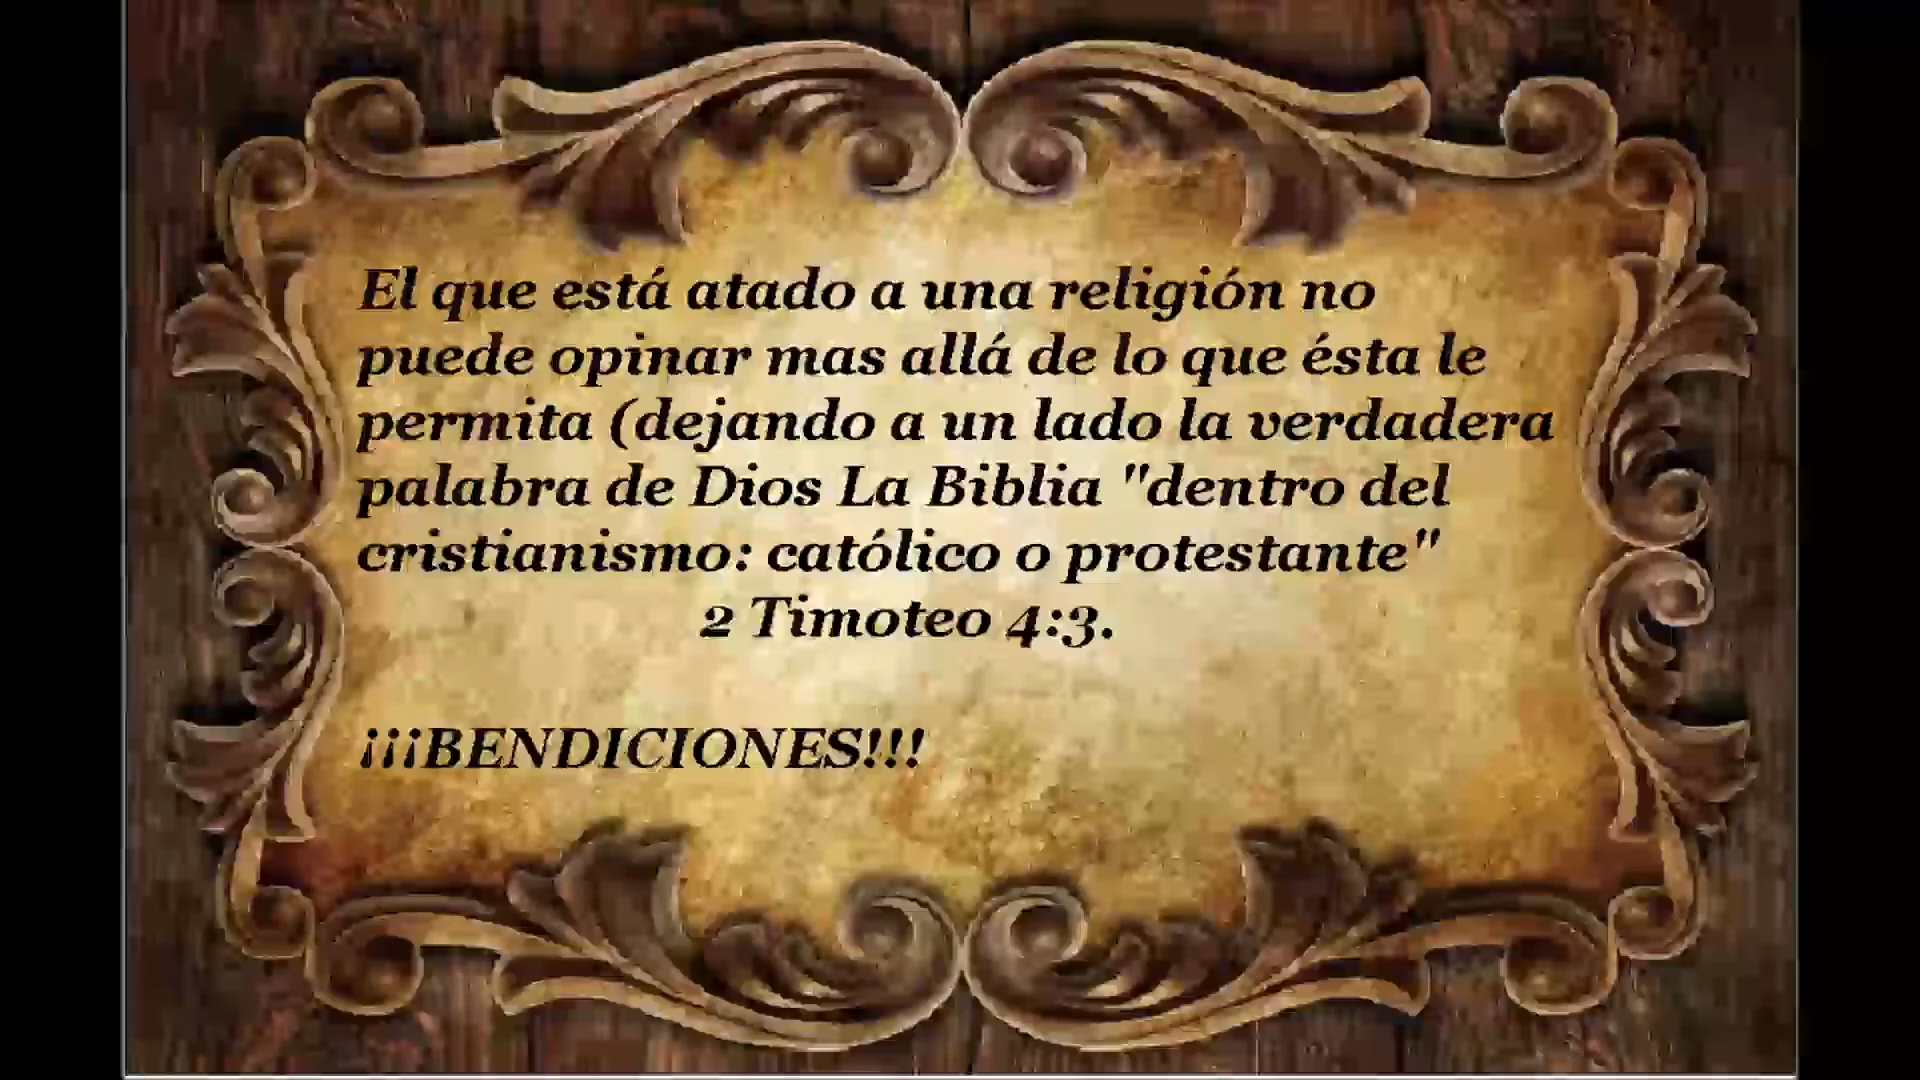 El que está atado a una religión no
puede opinar mas allá de lo que ésta le
permita (dejando a un lado la verdadera
palabra de Dios La Biblia "dentro del
cristianismo: católico o protestante"
2 Timoteo 4:3.
¡¡¡BENDICIONES!!!